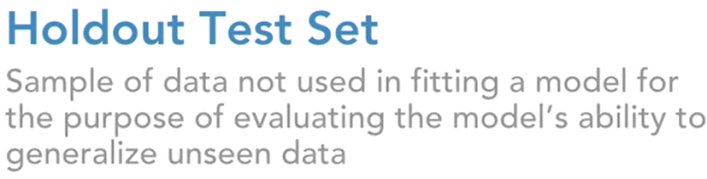 Holdout Test Set
Sample of data not used in fitting a model for
the purpose of evaluating the model’s ability to
generalize unseen data